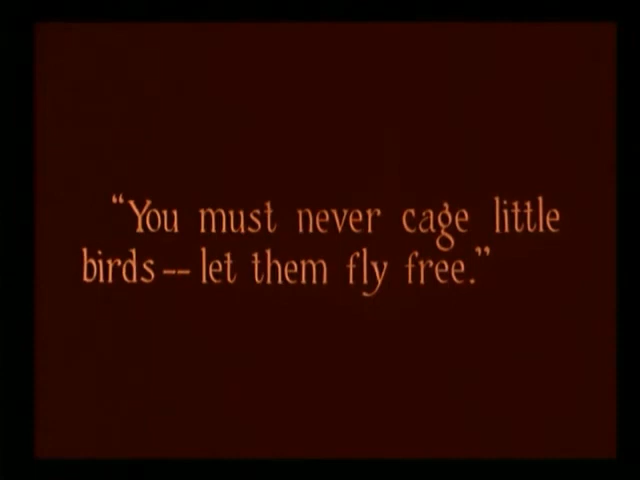 “You must never cage little
birds -- let them fly free.”